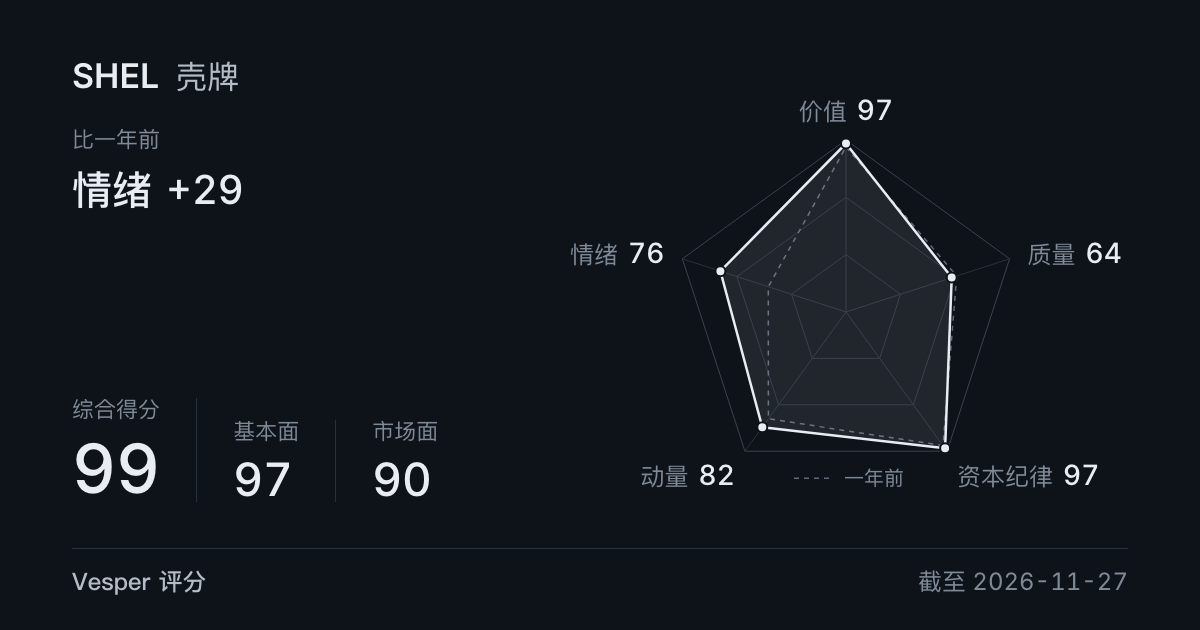 SHEL 壳牌
比一年前
情绪 +29
价值 97
情绪 76
质量 64
动量 82
一年前
资本纪律 97
综合得分
99
基本面
97
市场面
90
Vesper 评分
截至 2026-11-27